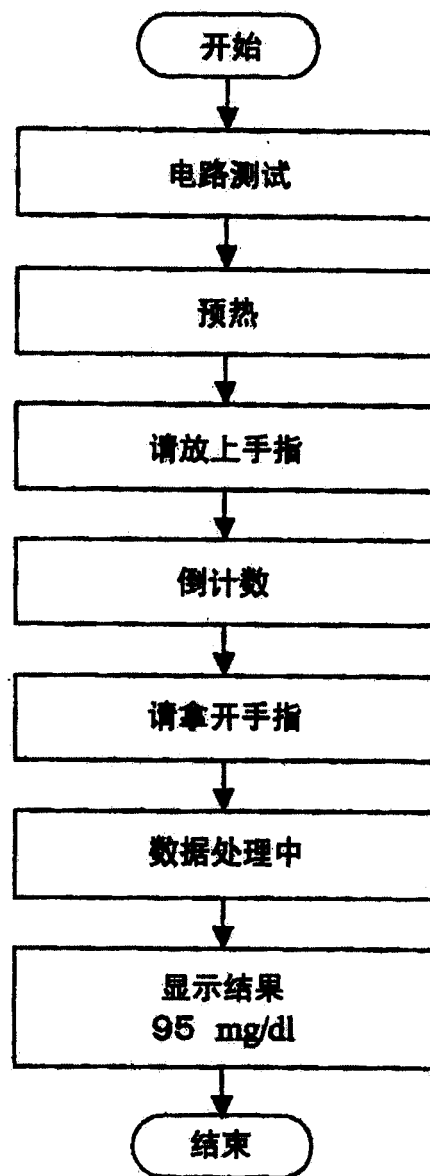 开始
电路测试
预热
请放上手指
倒计数
请拿开手指
数据处理中
显示结果
95 mg/dl
结束